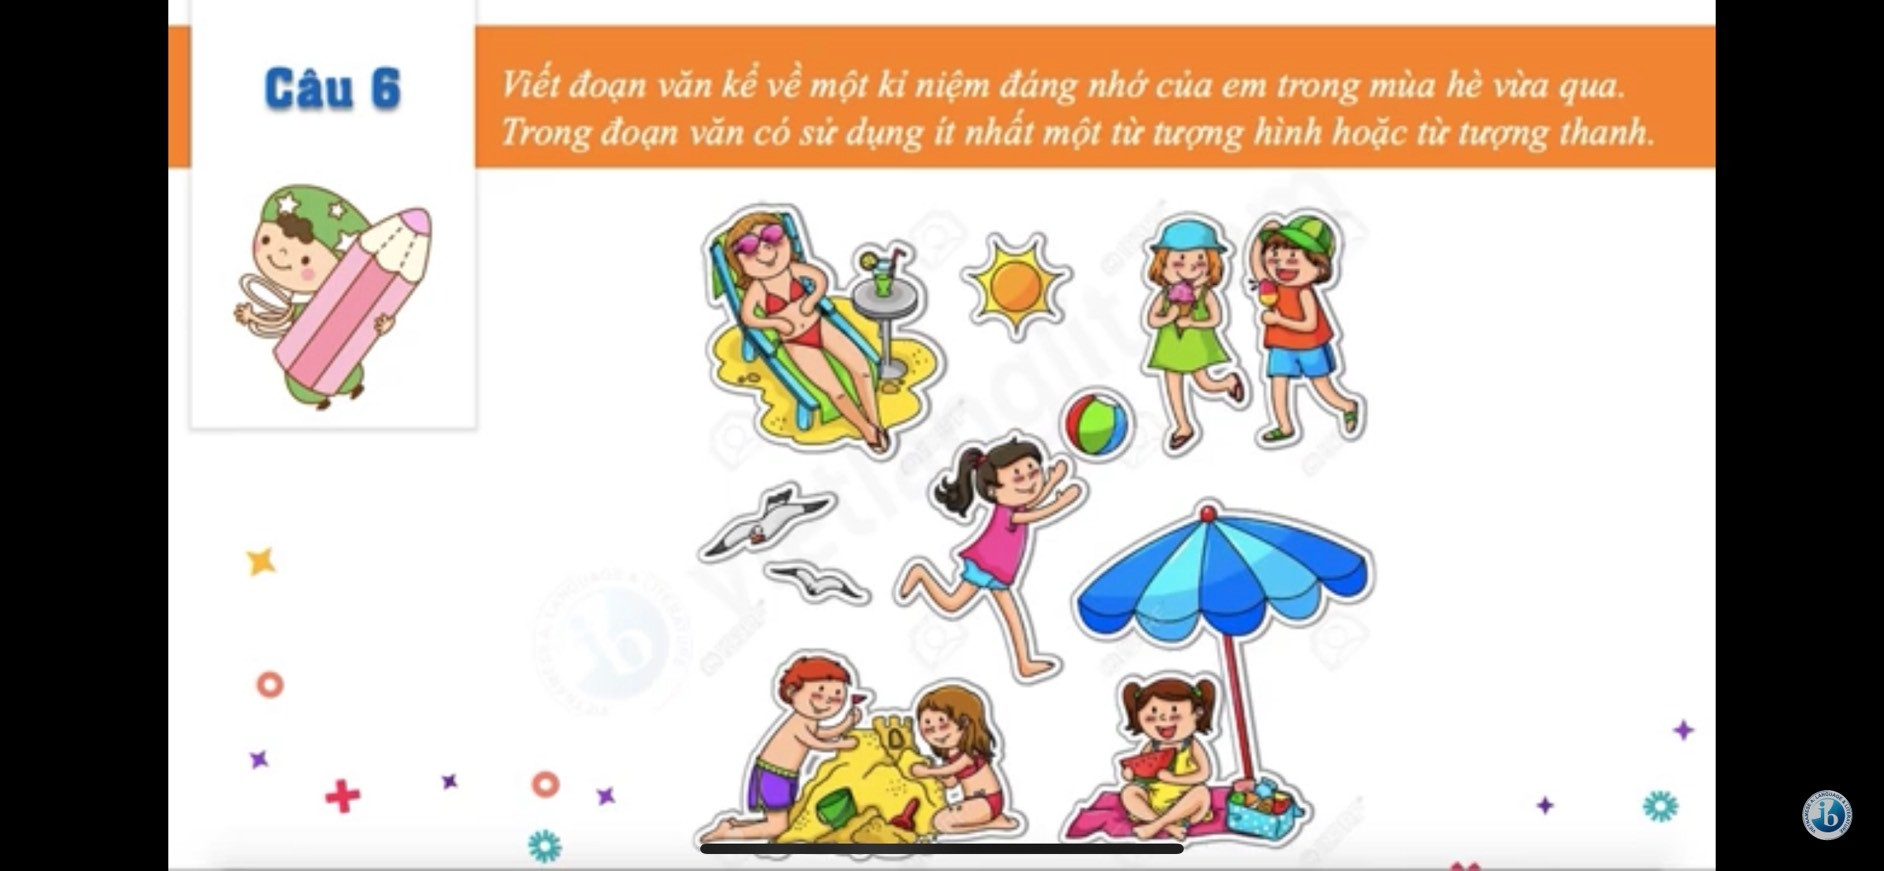 Câu 6
Viết đoạn văn kể về một kỉ niệm đáng nhớ của em trong mùa hè vừa qua.
Trong đoạn văn có sử dụng ít nhất một từ tượng hình hoặc từ tượng thanh.